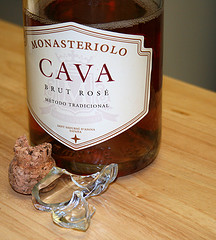 MONASTERIOLO
CAVA
BRUT ROSÉ
MÉTODO TRADICIONAL